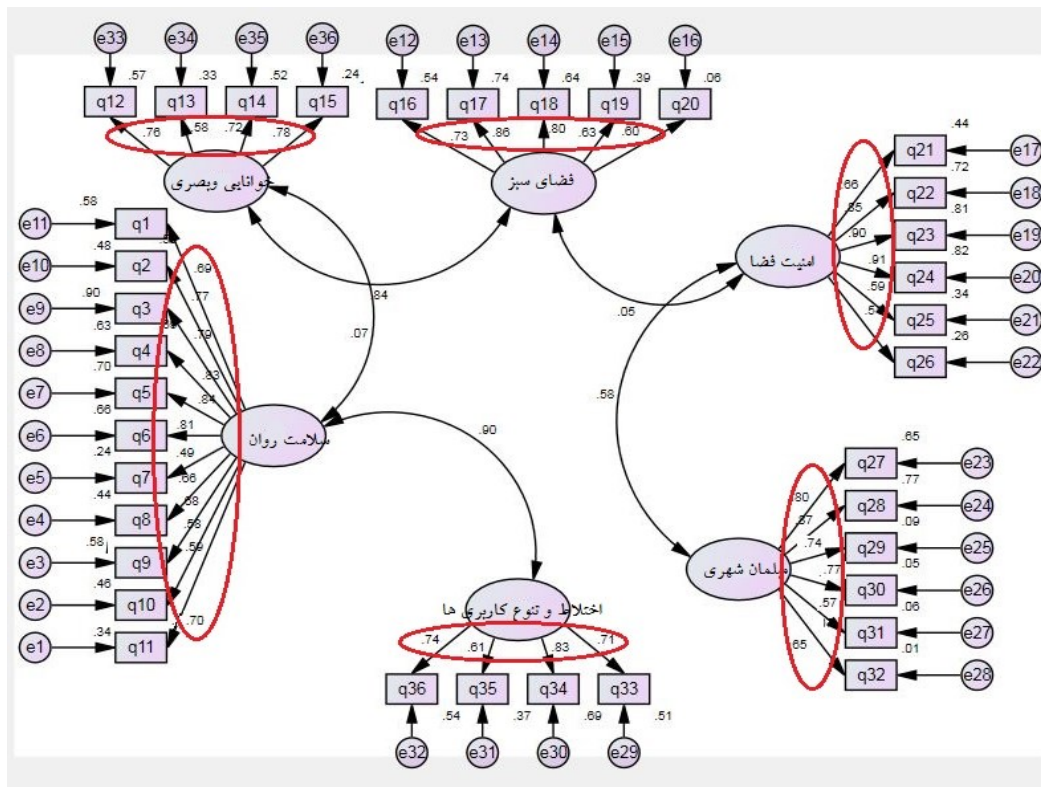 e33 e34 e35 e36 e12 e13 e14 e15 e16
.57 .33 .52 .24 .54 .74 .64 .39 .06
q12 q13 q14 q15 q16 q17 q18 q19 q20
.76 .58 .72 .78 .73 .86 .80 .63 .60
خوانایی وبصری
فضای سبز
.44
q21 e17
.72
q22 e18
.81
q23 e19
.82
q24 e20
.34
q25 e21
.26
q26 e22
.66
.85
.90
.91
.59
امنیت فضا
.58
e11 q1
.48
e10 q2
.90
e9 q3
.63
e8 q4
.70
e7 q5
.66
e6 q6
.24
e5 q7
.44
e4 q8
.58
e3 q9
.46
e2 q10
.34
e1 q11
.69
.77
.79
.83
.84
.81
.49
.66
.68
.58
.59
.70
سلامت روان
.84
.07
.05
.58
.90
.65
q27 e23
.77
q28 e24
.09
q29 e25
.05
q30 e26
.06
q31 e27
.01
q32 e28
.80
.87
.74
.77
.57
.65
مبلمان شهری
اختلاط و تنوع کاربری ها
.74 .61 .83 .71
q36 q35 q34 q33
.54 .37 .69 .51
e32 e31 e30 e29